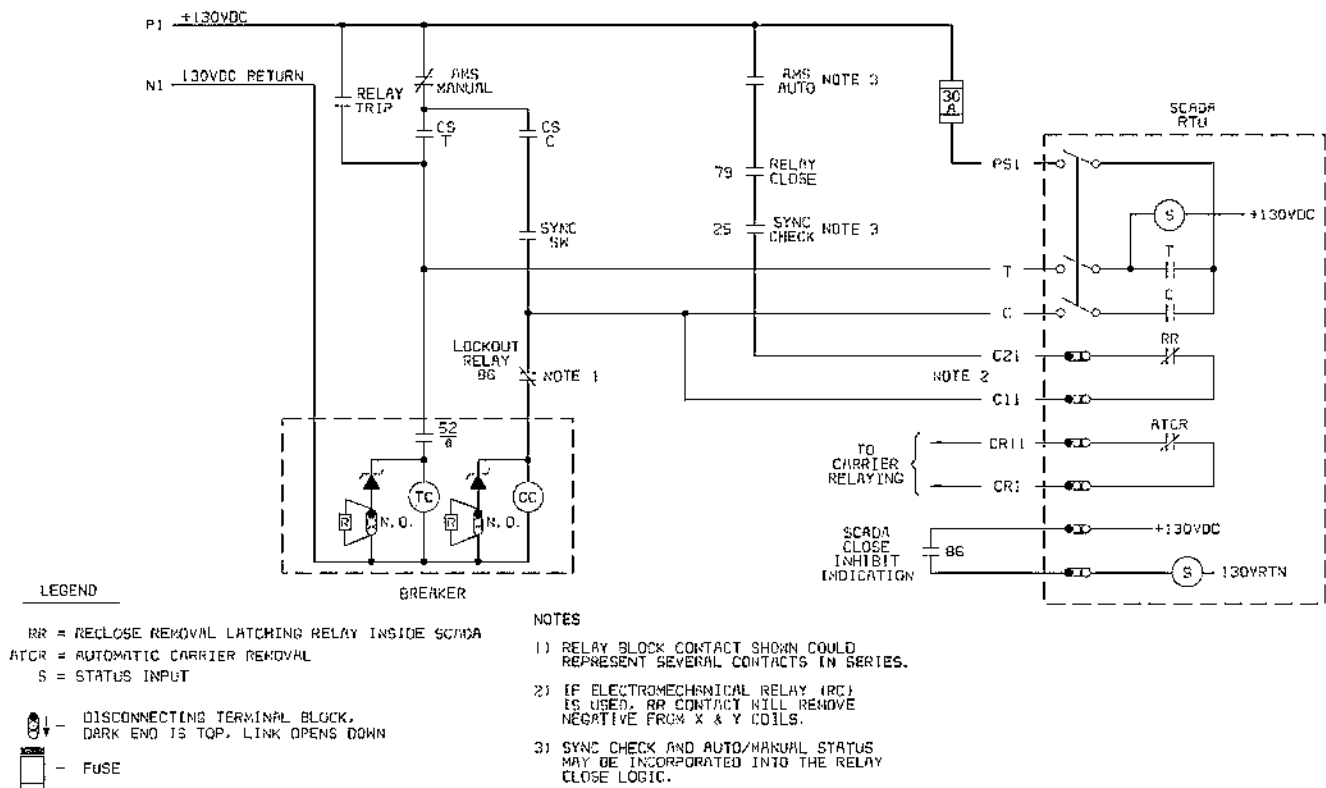 P1 +130VDC
N1 130VDC RETURN
RELAY
TRIP
AMS
MANUAL
CS
T
CS
C
SYNC
SW
AMS
AUTO NOTE 3
79 RELAY
CLOSE
25 SYNC
CHECK NOTE 3
30
A
SCADA
RTU
PS1
S +130VDC
T
T
C
C
RR
C21
NOTE 2
C11
ATCR
TO
CARRIER
RELAYING
CR11
CR1
SCADA
CLOSE
INHIBIT
INDICATION
86
+130VDC
S 130VRTN
LOCKOUT
RELAY
86
NOTE 1
52
a
R N.O. TC R N.O. CC
BREAKER
LEGEND
RR = RECLOSE REMOVAL LATCHING RELAY INSIDE SCADA
ATCR = AUTOMATIC CARRIER REMOVAL
S = STATUS INPUT
- DISCONNECTING TERMINAL BLOCK,
DARK END IS TOP, LINK OPENS DOWN
- FUSE
NOTES
1) RELAY BLOCK CONTACT SHOWN COULD
REPRESENT SEVERAL CONTACTS IN SERIES.
2) IF ELECTROMECHANICAL RELAY (RC)
IS USED, RR CONTACT WILL REMOVE
NEGATIVE FROM X & Y COILS.
3) SYNC CHECK AND AUTO/MANUAL STATUS
MAY BE INCORPORATED INTO THE RELAY
CLOSE LOGIC.